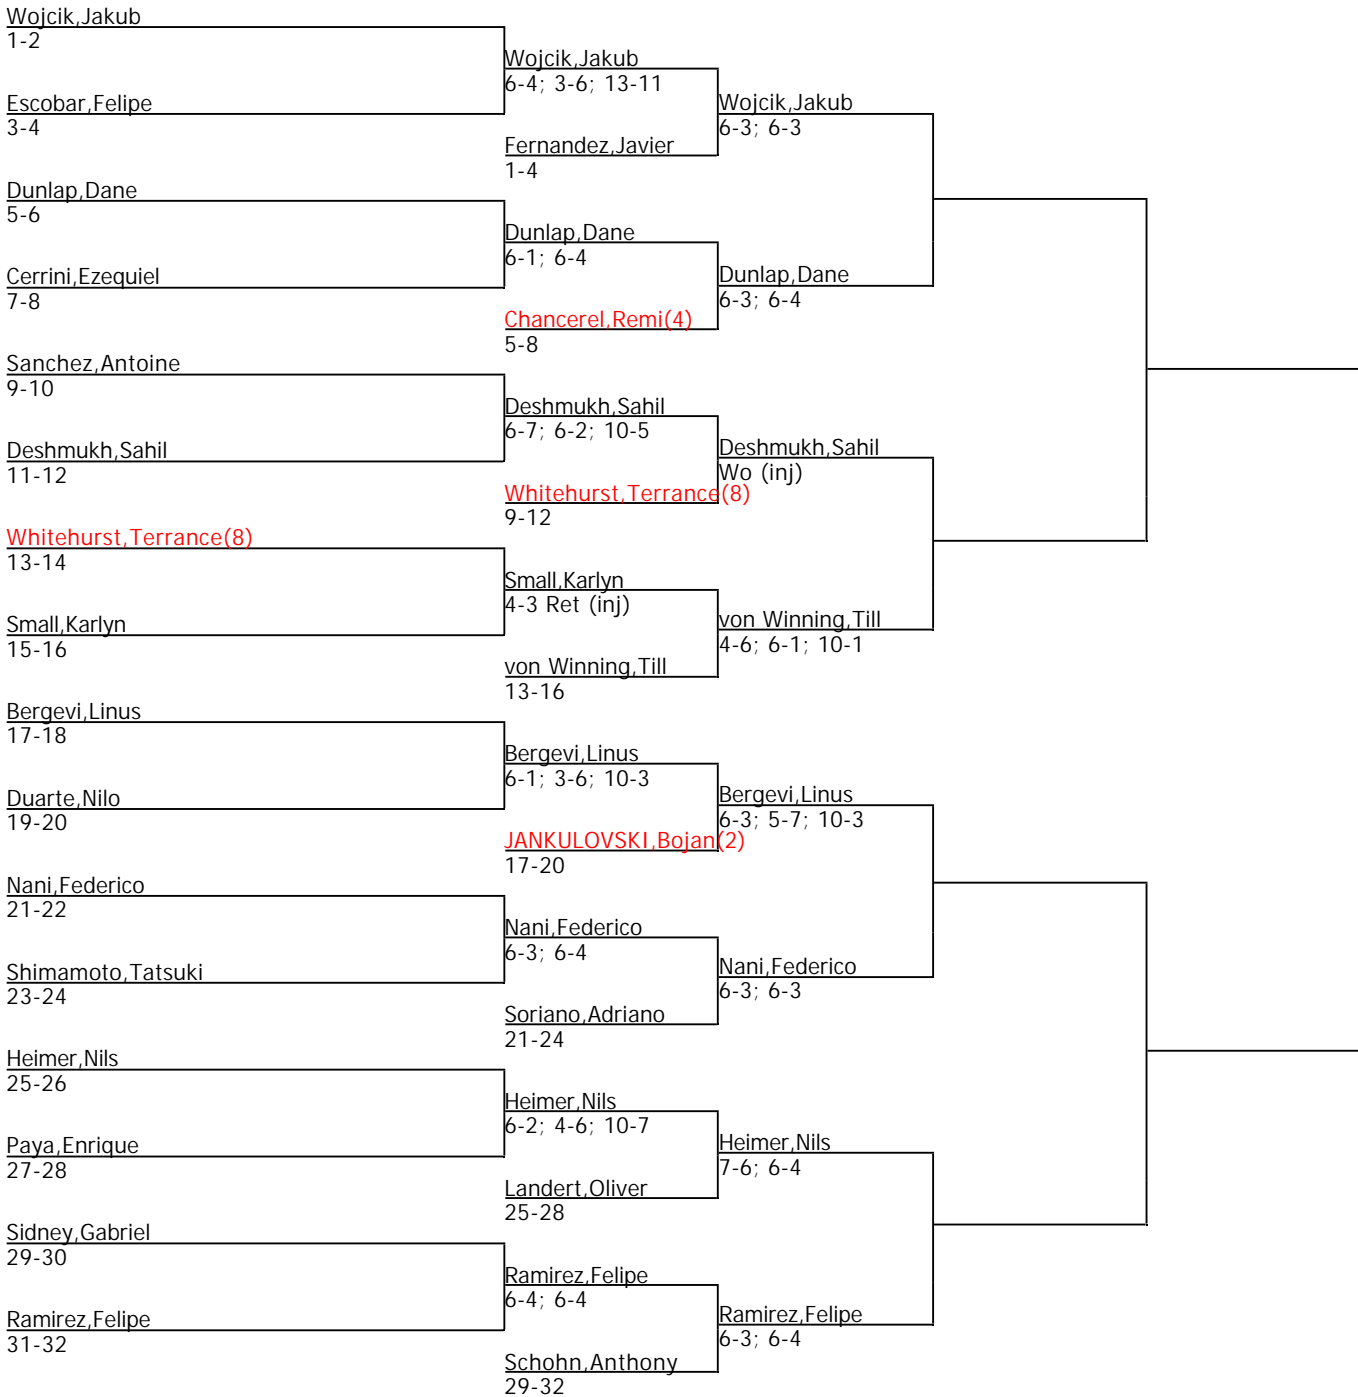 Wojcik,Jakub
1-2
Escobar,Felipe
3-4
Dunlap,Dane
5-6
Cerrini,Ezequiel
7-8
Sanchez,Antoine
9-10
Deshmukh,Sahil
11-12
Whitehurst,Terrance(8)
13-14
Small,Karlyn
15-16
Bergevi,Linus
17-18
Duarte,Nilo
19-20
Nani,Federico
21-22
Shimamoto,Tatsuki
23-24
Heimer,Nils
25-26
Paya,Enrique
27-28
Sidney,Gabriel
29-30
Ramirez,Felipe
31-32
Wojcik,Jakub
6-4; 3-6; 13-11
Fernandez,Javier
1-4
Dunlap,Dane
6-1; 6-4
Chancerel,Remi(4)
5-8
Deshmukh,Sahil
6-7; 6-2; 10-5
Whitehurst,Terrance(8)
9-12
Small,Karlyn
4-3 Ret (inj)
von Winning,Till
13-16
Bergevi,Linus
6-1; 3-6; 10-3
JANKULOVSKI,Bojan(2)
17-20
Nani,Federico
6-3; 6-4
Soriano,Adriano
21-24
Heimer,Nils
6-2; 4-6; 10-7
Landert,Oliver
25-28
Ramirez,Felipe
6-4; 6-4
Schohn,Anthony
29-32
Wojcik,Jakub
6-3; 6-3
Dunlap,Dane
6-3; 6-4
Deshmukh,Sahil
Wo (inj)
von Winning,Till
4-6; 6-1; 10-1
Bergevi,Linus
6-3; 5-7; 10-3
Nani,Federico
6-3; 6-3
Heimer,Nils
7-6; 6-4
Ramirez,Felipe
6-3; 6-4